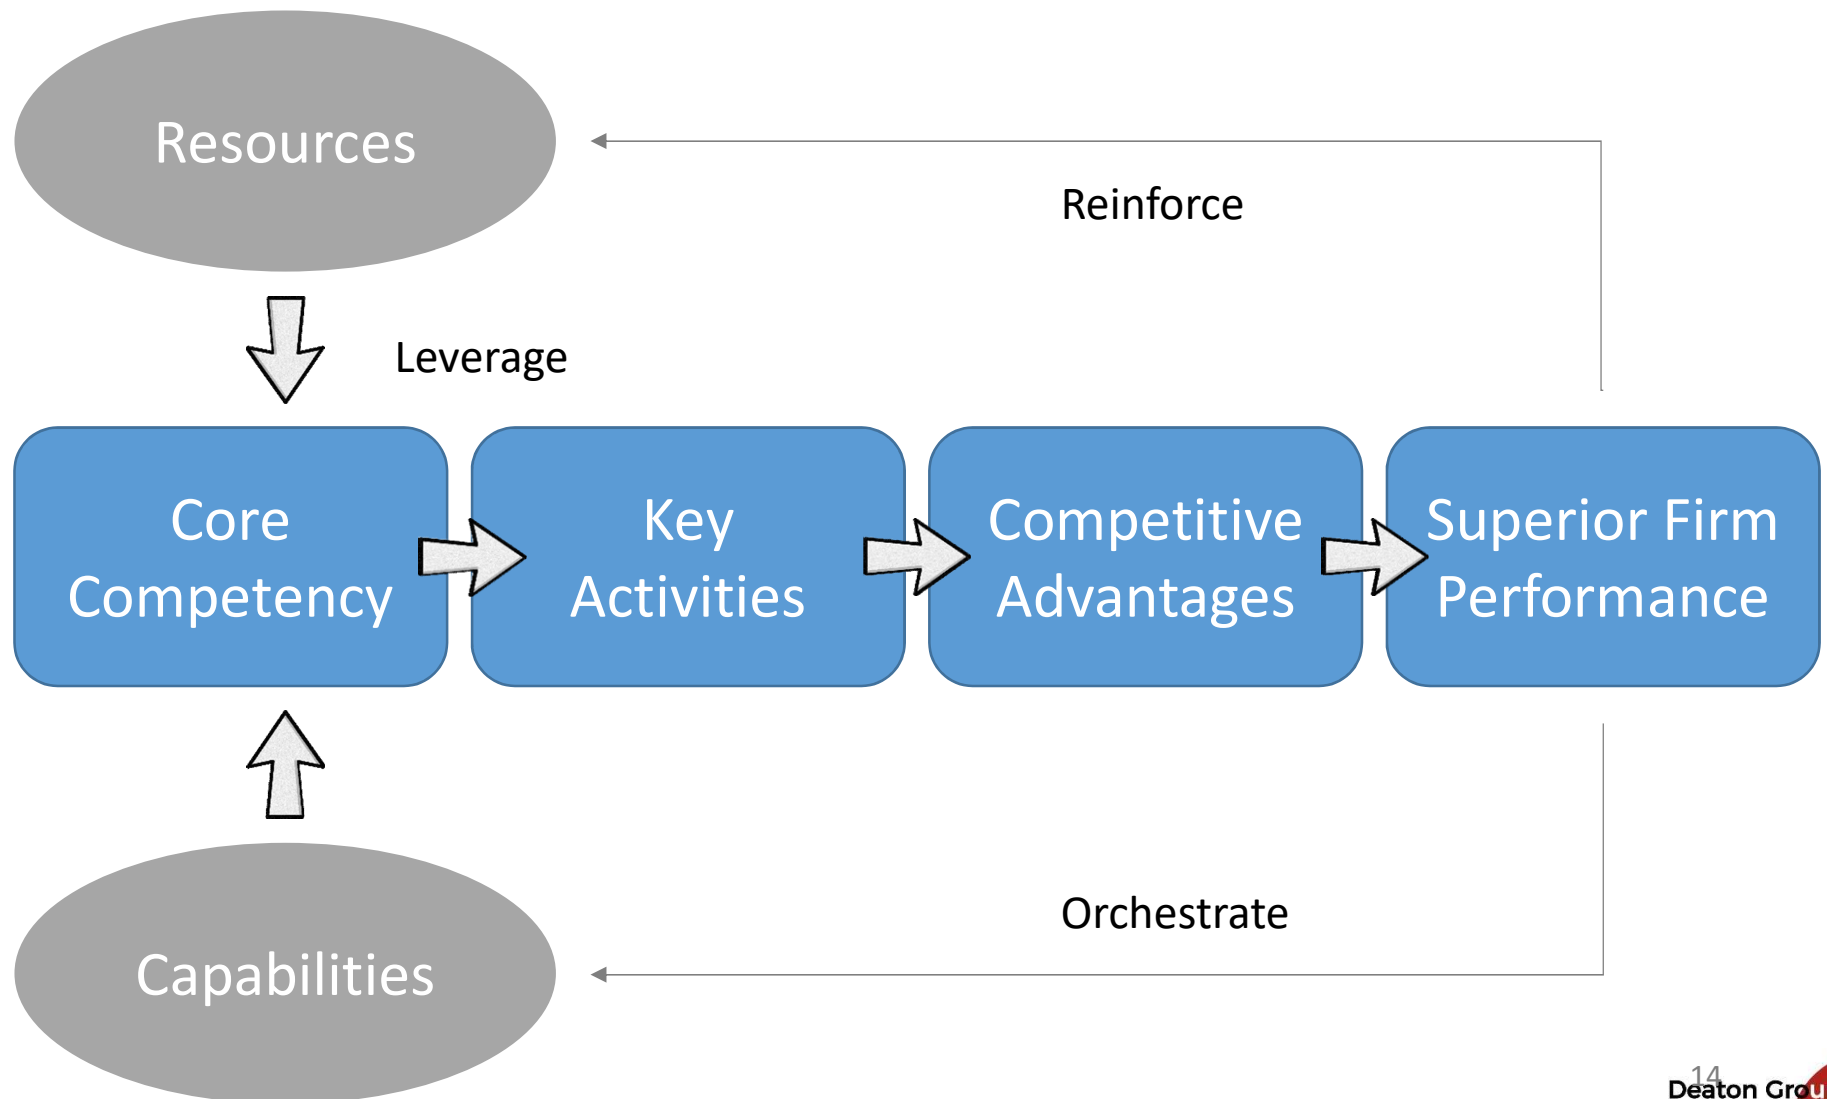 Resources
Reinforce
Leverage
Core
Competency
Key
Activities
Competitive
Advantages
Superior Firm
Performance
Orchestrate
Capabilities
14
Deaton Grou